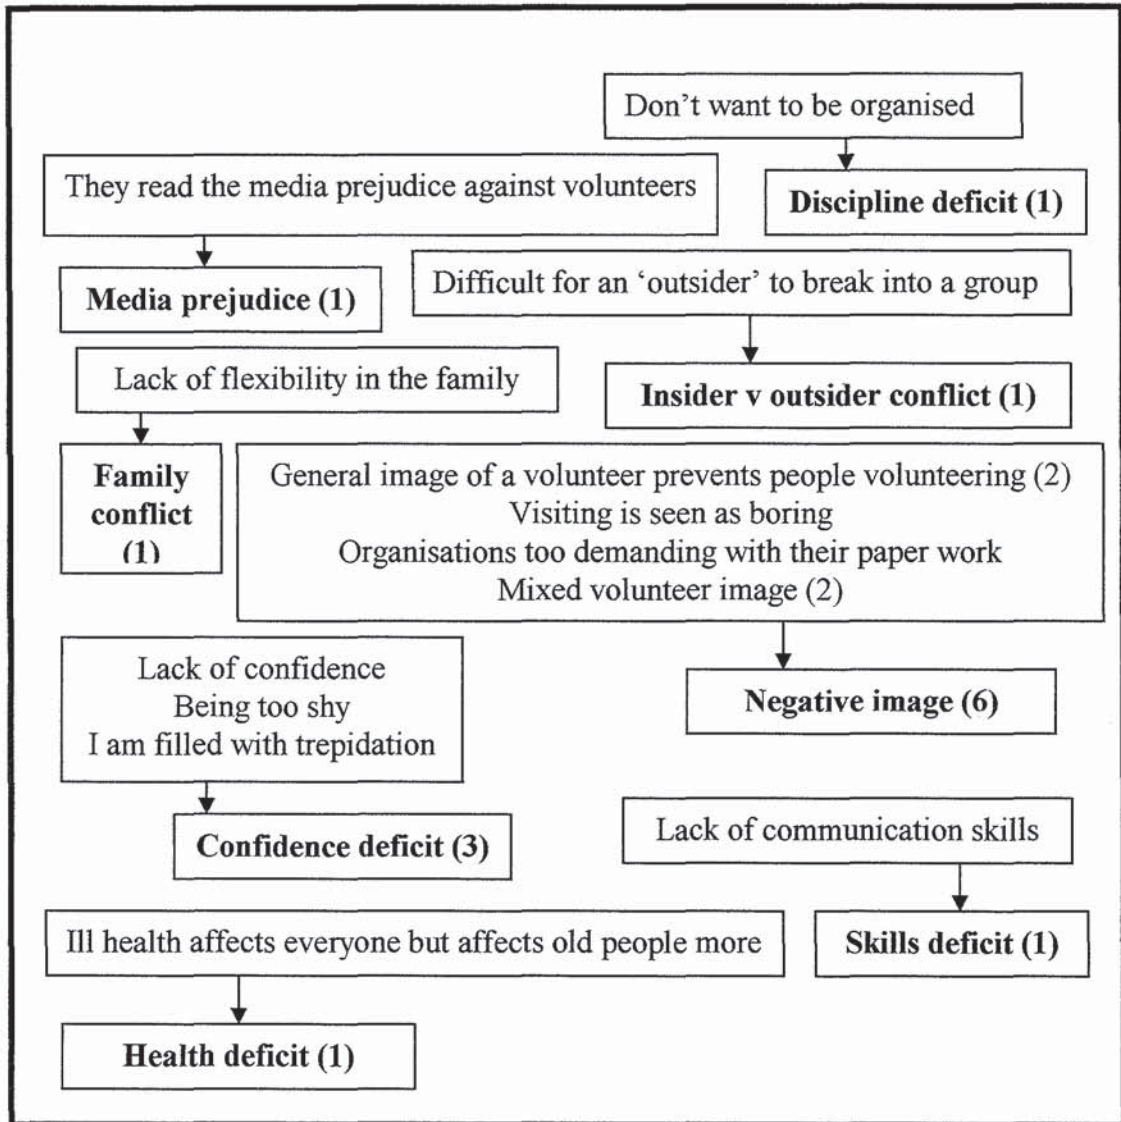 Don't want to be organised
Discipline deficit (1)
They read the media prejudice against volunteers
Media prejudice (1)
Difficult for an ‘outsider’ to break into a group
Insider v outsider conflict (1)
Lack of flexibility in the family
Family
conflict
(1)
General image of a volunteer prevents people volunteering (2)
Visiting is seen as boring
Organisations too demanding with their paper work
Mixed volunteer image (2)
Negative image (6)
Lack of confidence
Being too shy
I am filled with trepidation
Confidence deficit (3)
Lack of communication skills
Skills deficit (1)
Ill health affects everyone but affects old people more
Health deficit (1)